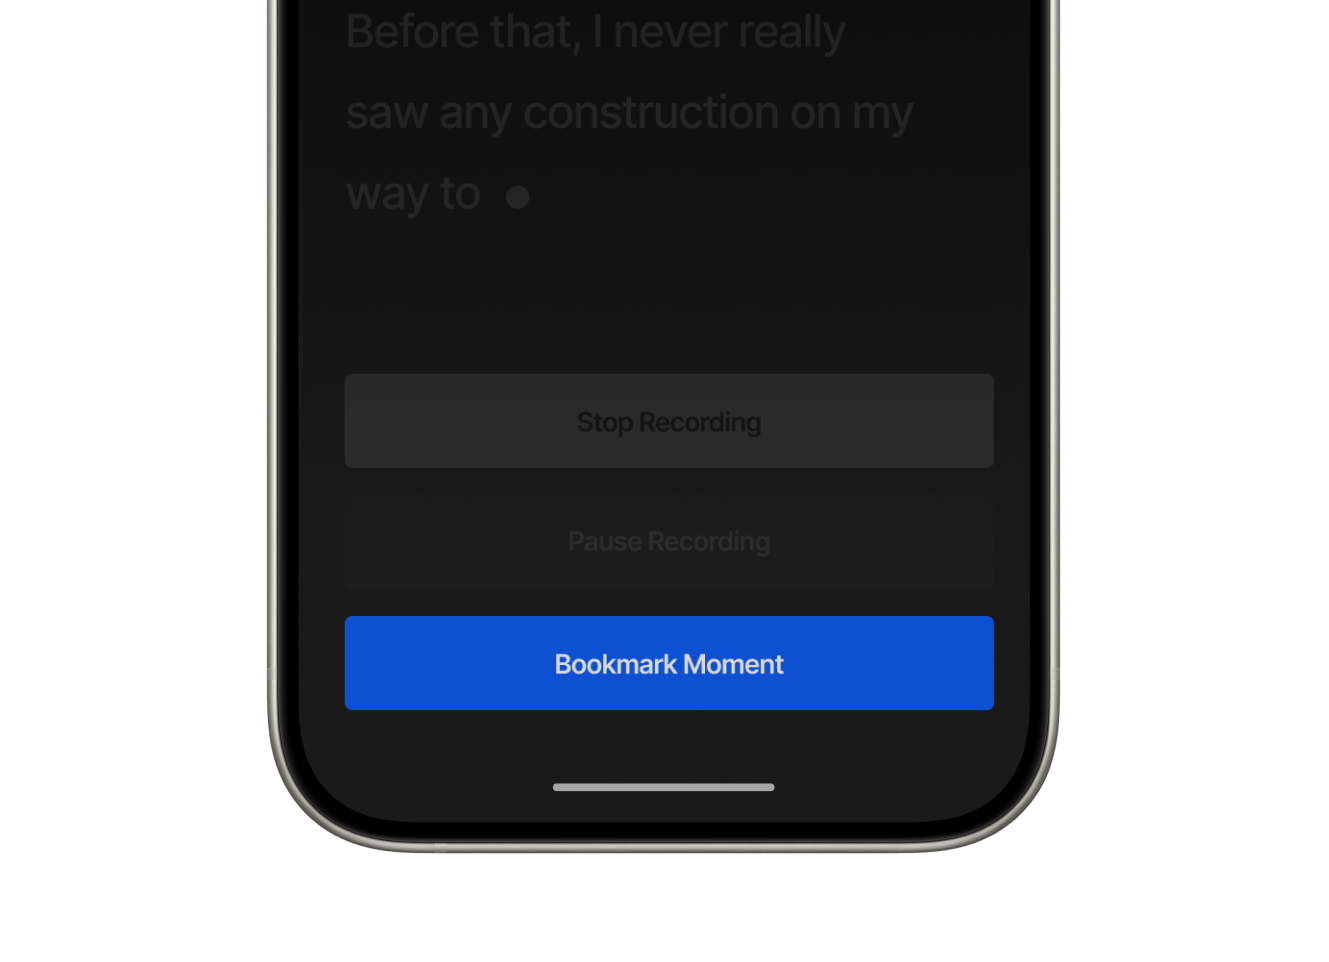 Before that, I never really
saw any construction on my
way to
Stop Recording
Pause Recording
Bookmark Moment